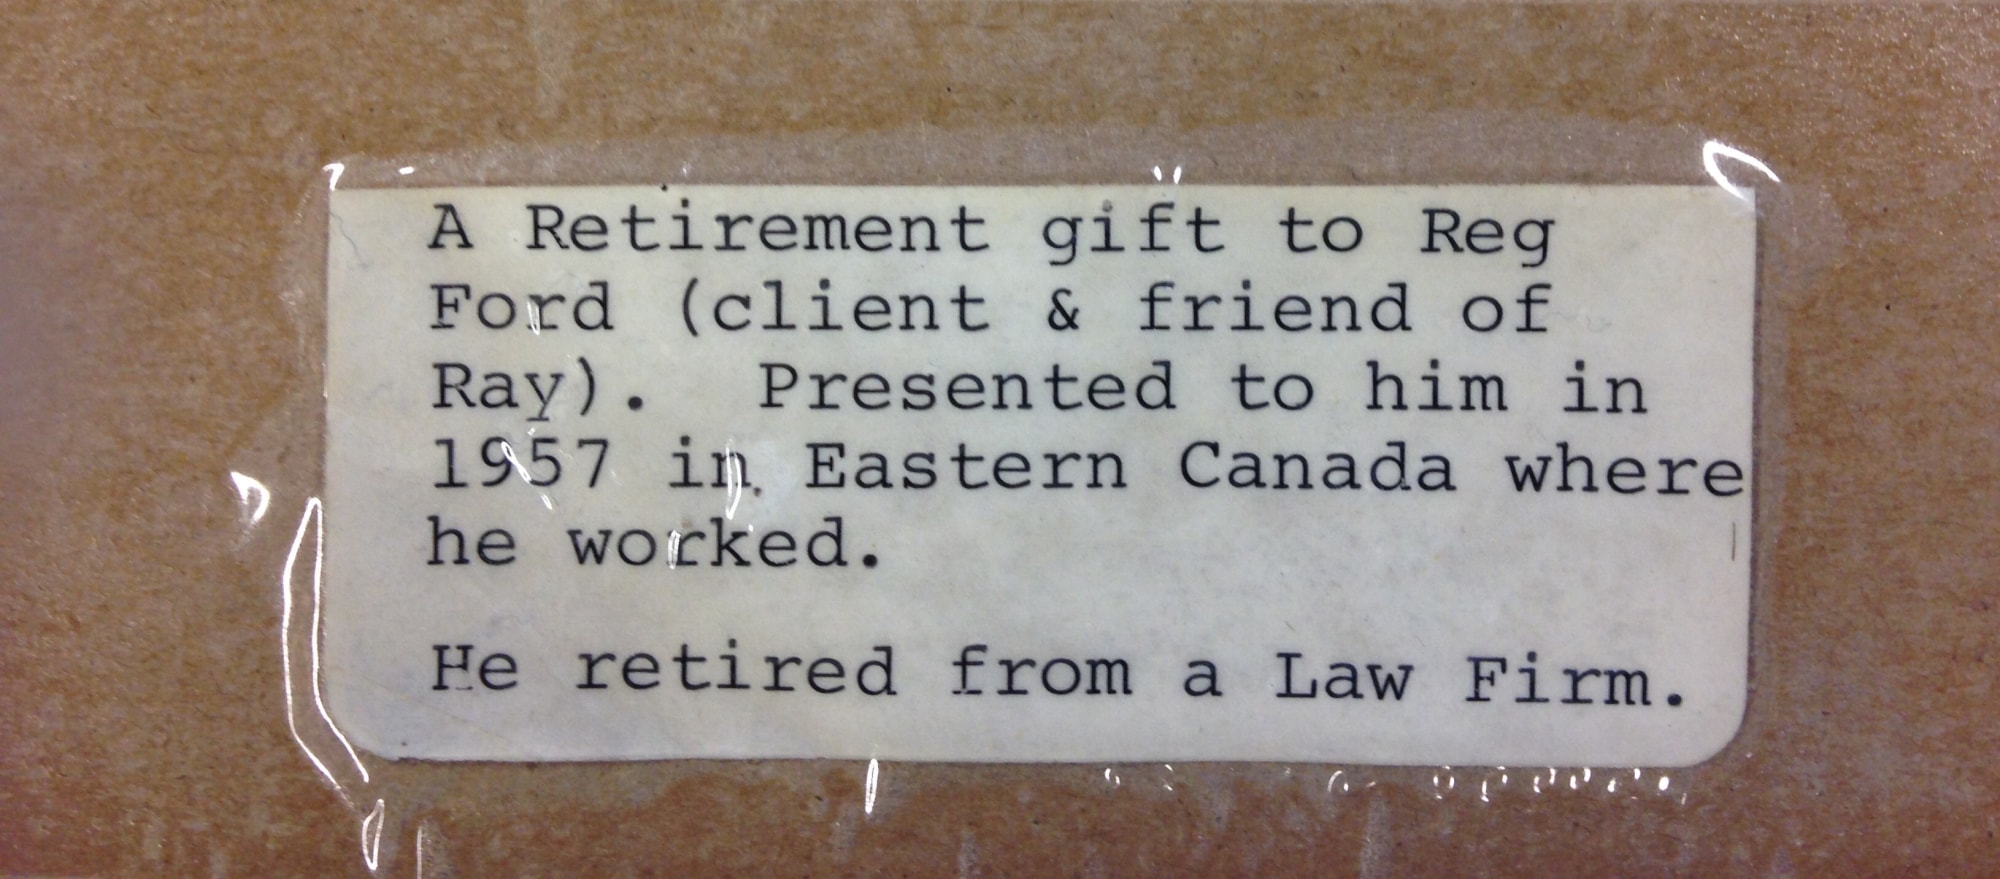 A Retirement gift to Reg
Ford (client & friend of
Ray).  Presented to him in
1957 in Eastern Canada where
he worked.
He retired from a Law Firm.